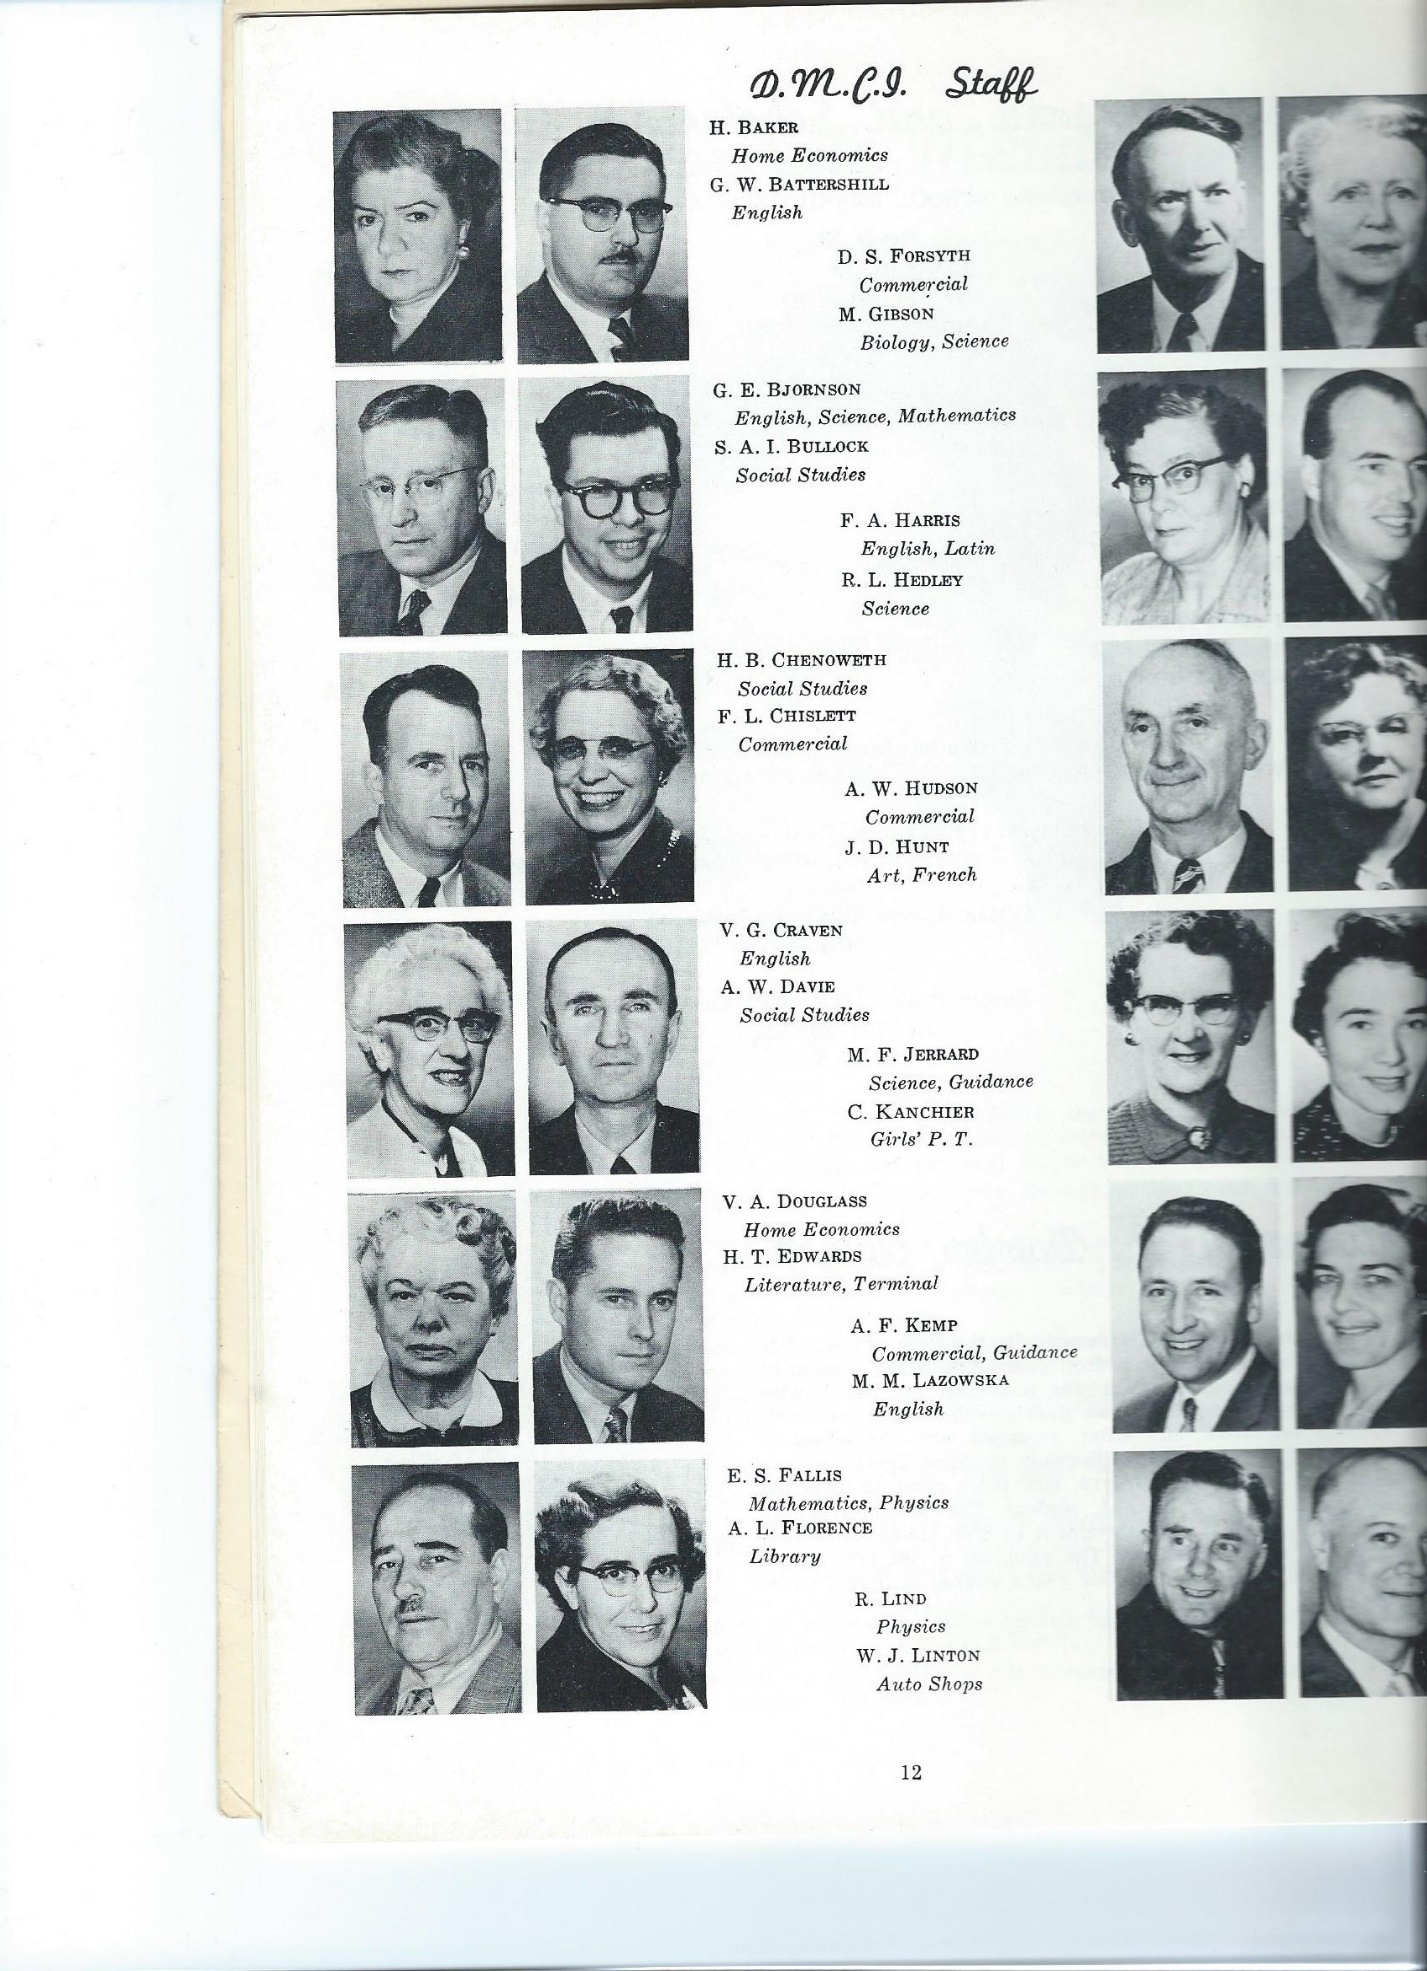 D.M.C.I. Staff
H. BAKER
Home Economics
G. W. BATTERSHILL
English
D. S. FORSYTH
Commercial
M. GIBSON
Biology, Science
G. E. BJORNSON
English, Science, Mathematics
S. A. I. BULLOCK
Social Studies
F. A. HARRIS
English, Latin
R. L. HEDLEY
Science
H. B. CHENOWETH
Social Studies
F. L. CHISLETT
Commercial
A. W. HUDSON
Commercial
J. D. HUNT
Art, French
V. G. CRAVEN
English
A. W. DAVIE
Social Studies
M. F. JERRARD
Science, Guidance
C. KANCHIER
Girls' P. T.
V. A. DOUGLASS
Home Economics
H. T. EDWARDS
Literature, Terminal
A. F. KEMP
Commercial, Guidance
M. M. LAZOWSKA
English
E. S. FALLIS
Mathematics, Physics
A. L. FLORENCE
Library
R. LIND
Physics
W. J. LINTON
Auto Shops
12